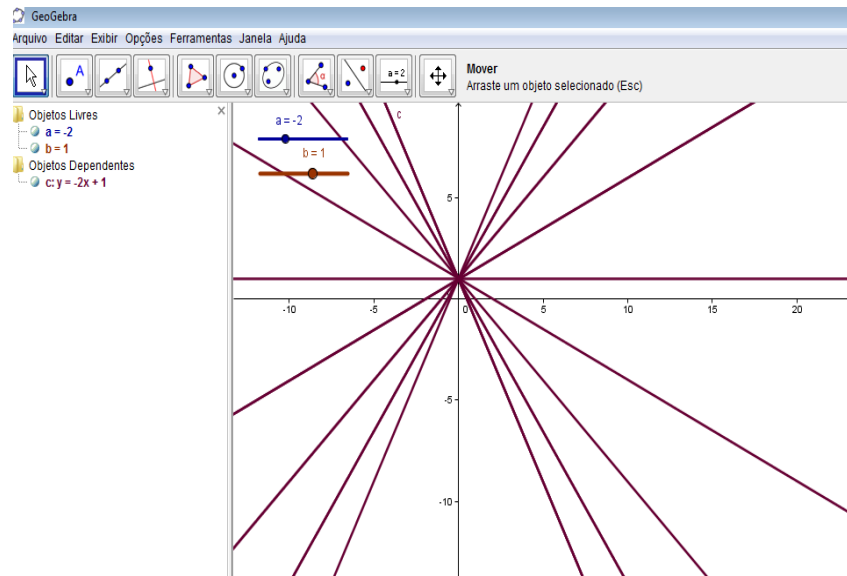 GeoGebra
Arquivo Editar Exibir Opções Ferramentas Janela Ajuda
A
α
a = 2
Mover
Arraste um objeto selecionado (Esc)
Objetos Livres
a = -2
b = 1
Objetos Dependentes
c: y = -2x + 1
X
a = -2
b = 1
c
5
-10
-5
0
5
10
15
20
-5
-10